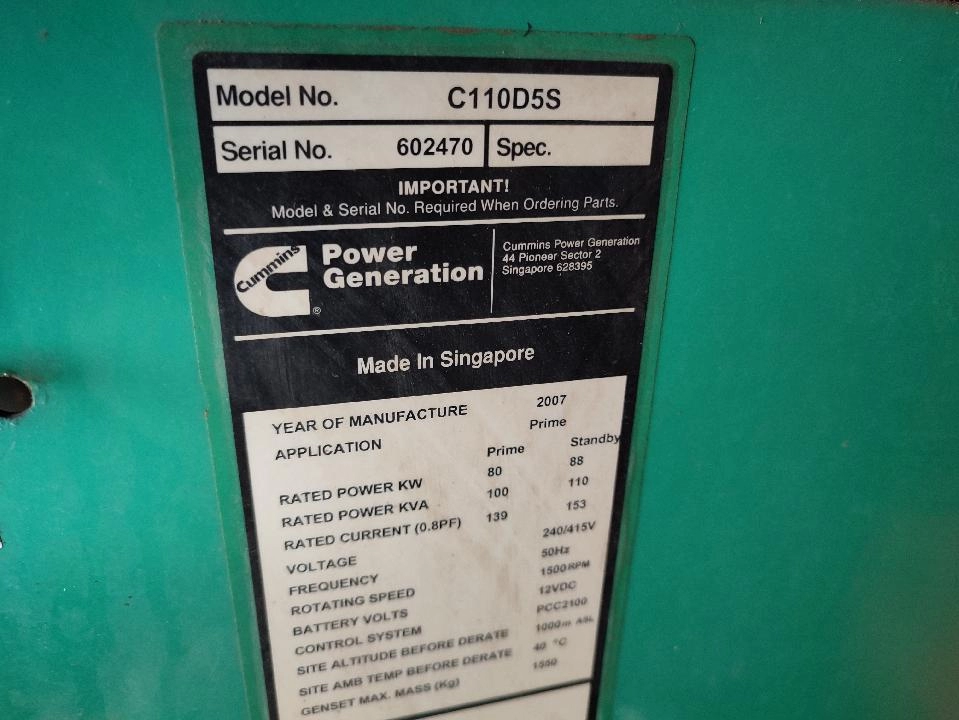 Model No. C110D5S
Serial No. 602470 Spec.
IMPORTANT!
Model & Serial No. Required When Ordering Parts.
Cummins
Power
Generation
®
Cummins Power Generation
44 Pioneer Sector 2
Singapore 628395
Made In Singapore
YEAR OF MANUFACTURE 2007
APPLICATION Prime
Prime Standby
RATED POWER KW 80 88
RATED POWER KVA 100 110
RATED CURRENT (0.8PF) 139 153
VOLTAGE 240/415V
FREQUENCY 50Hz
ROTATING SPEED 1500RPM
BATTERY VOLTS 12VDC
CONTROL SYSTEM PCC2100
SITE ALTITUDE BEFORE DERATE 1000m ASL
SITE AMB TEMP BEFORE DERATE 40 °C
GENSET MAX. MASS (Kg) 1550